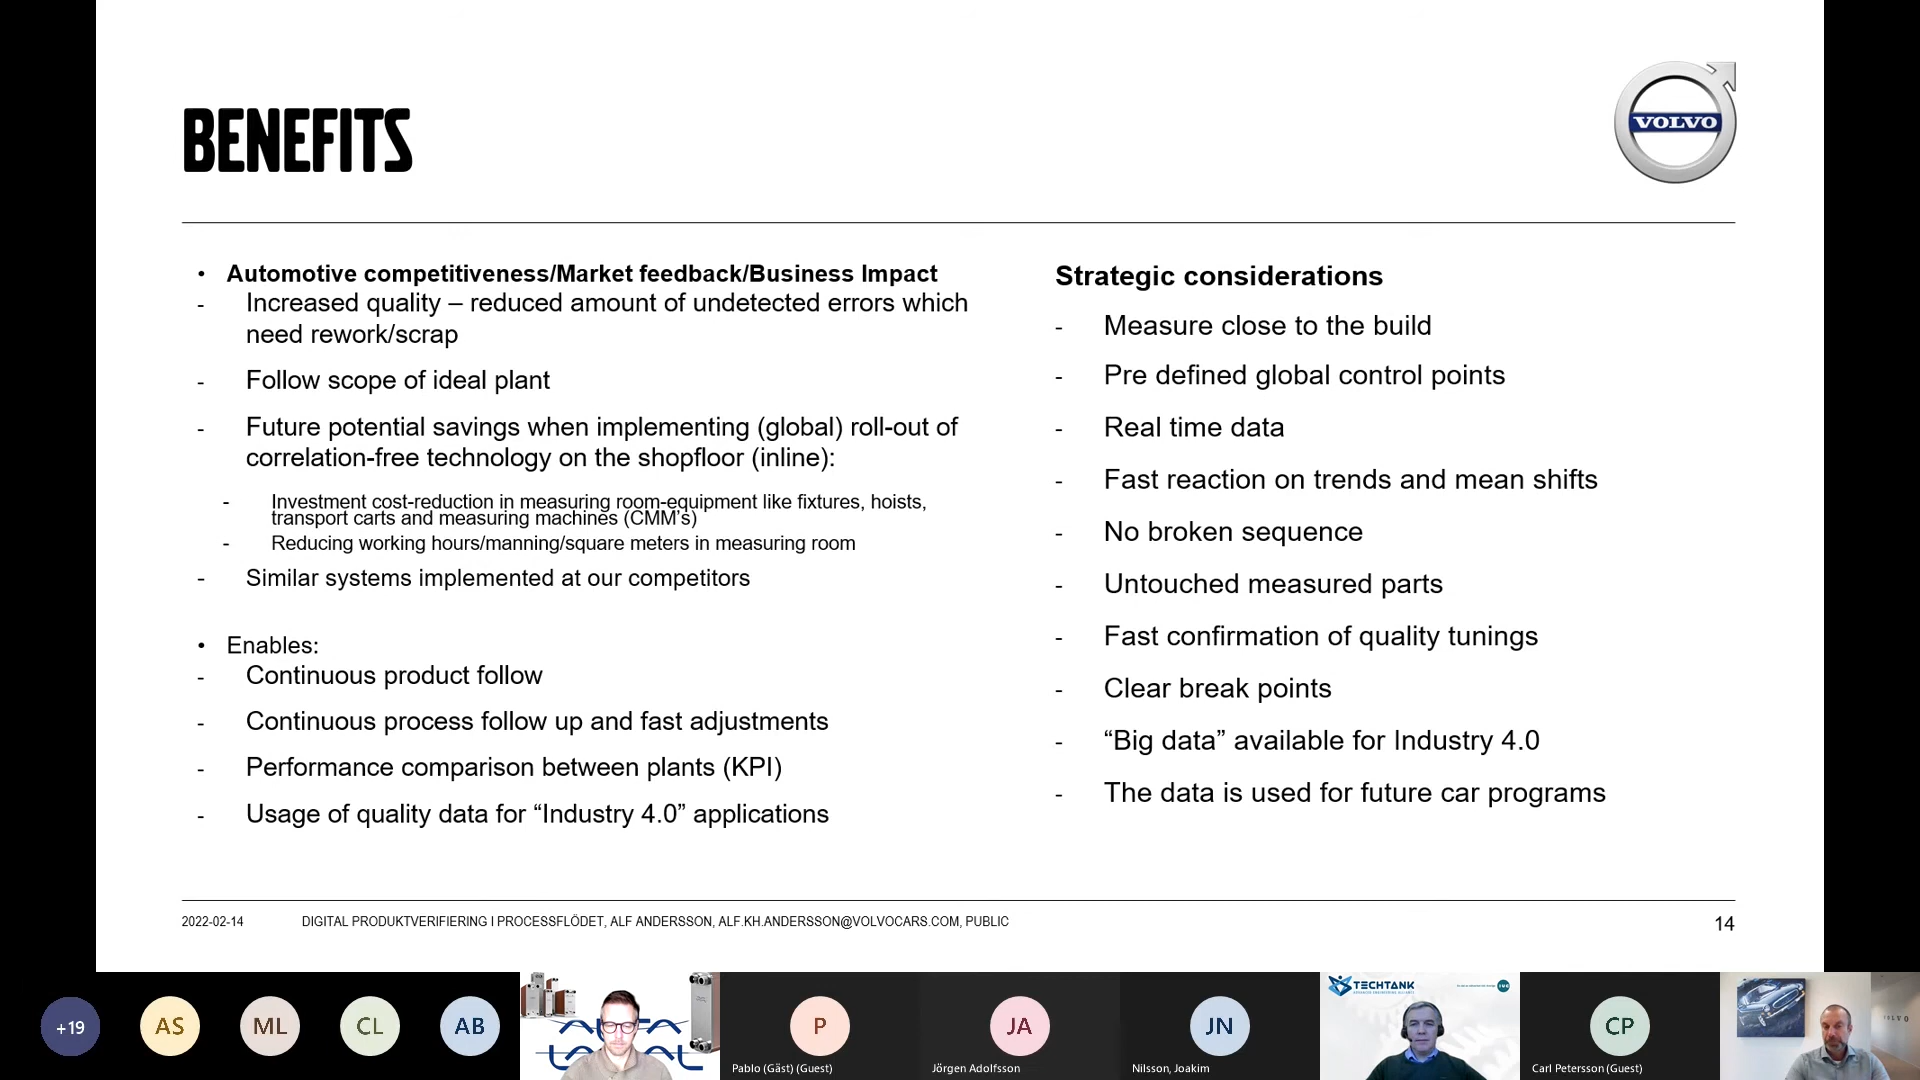 BENEFITS
VOLVO
• Automotive competitiveness/Market feedback/Business Impact
- Increased quality – reduced amount of undetected errors which
need rework/scrap
- Follow scope of ideal plant
- Future potential savings when implementing (global) roll-out of
correlation-free technology on the shopfloor (inline):
- Investment cost-reduction in measuring room-equipment like fixtures, hoists,
transport carts and measuring machines (CMM's)
- Reducing working hours/manning/square meters in measuring room
- Similar systems implemented at our competitors
• Enables:
- Continuous product follow
- Continuous process follow up and fast adjustments
- Performance comparison between plants (KPI)
- Usage of quality data for “Industry 4.0” applications
Strategic considerations
- Measure close to the build
- Pre defined global control points
- Real time data
- Fast reaction on trends and mean shifts
- No broken sequence
- Untouched measured parts
- Fast confirmation of quality tunings
- Clear break points
- “Big data” available for Industry 4.0
- The data is used for future car programs
2022-02-14 DIGITAL PRODUKTVERIFIERING I PROCESSFLÖDET, ALF ANDERSSON, ALF.KH.ANDERSSON@VOLVOCARS.COM, PUBLIC 14
+19 AS ML CL AB
ALFA
LAVAL
P
Pablo (Gäst) (Guest)
JA
Jörgen Adolfsson
JN
Nilsson, Joakim
TECHTANK
CP
Carl Petersson (Guest)
VOLVO